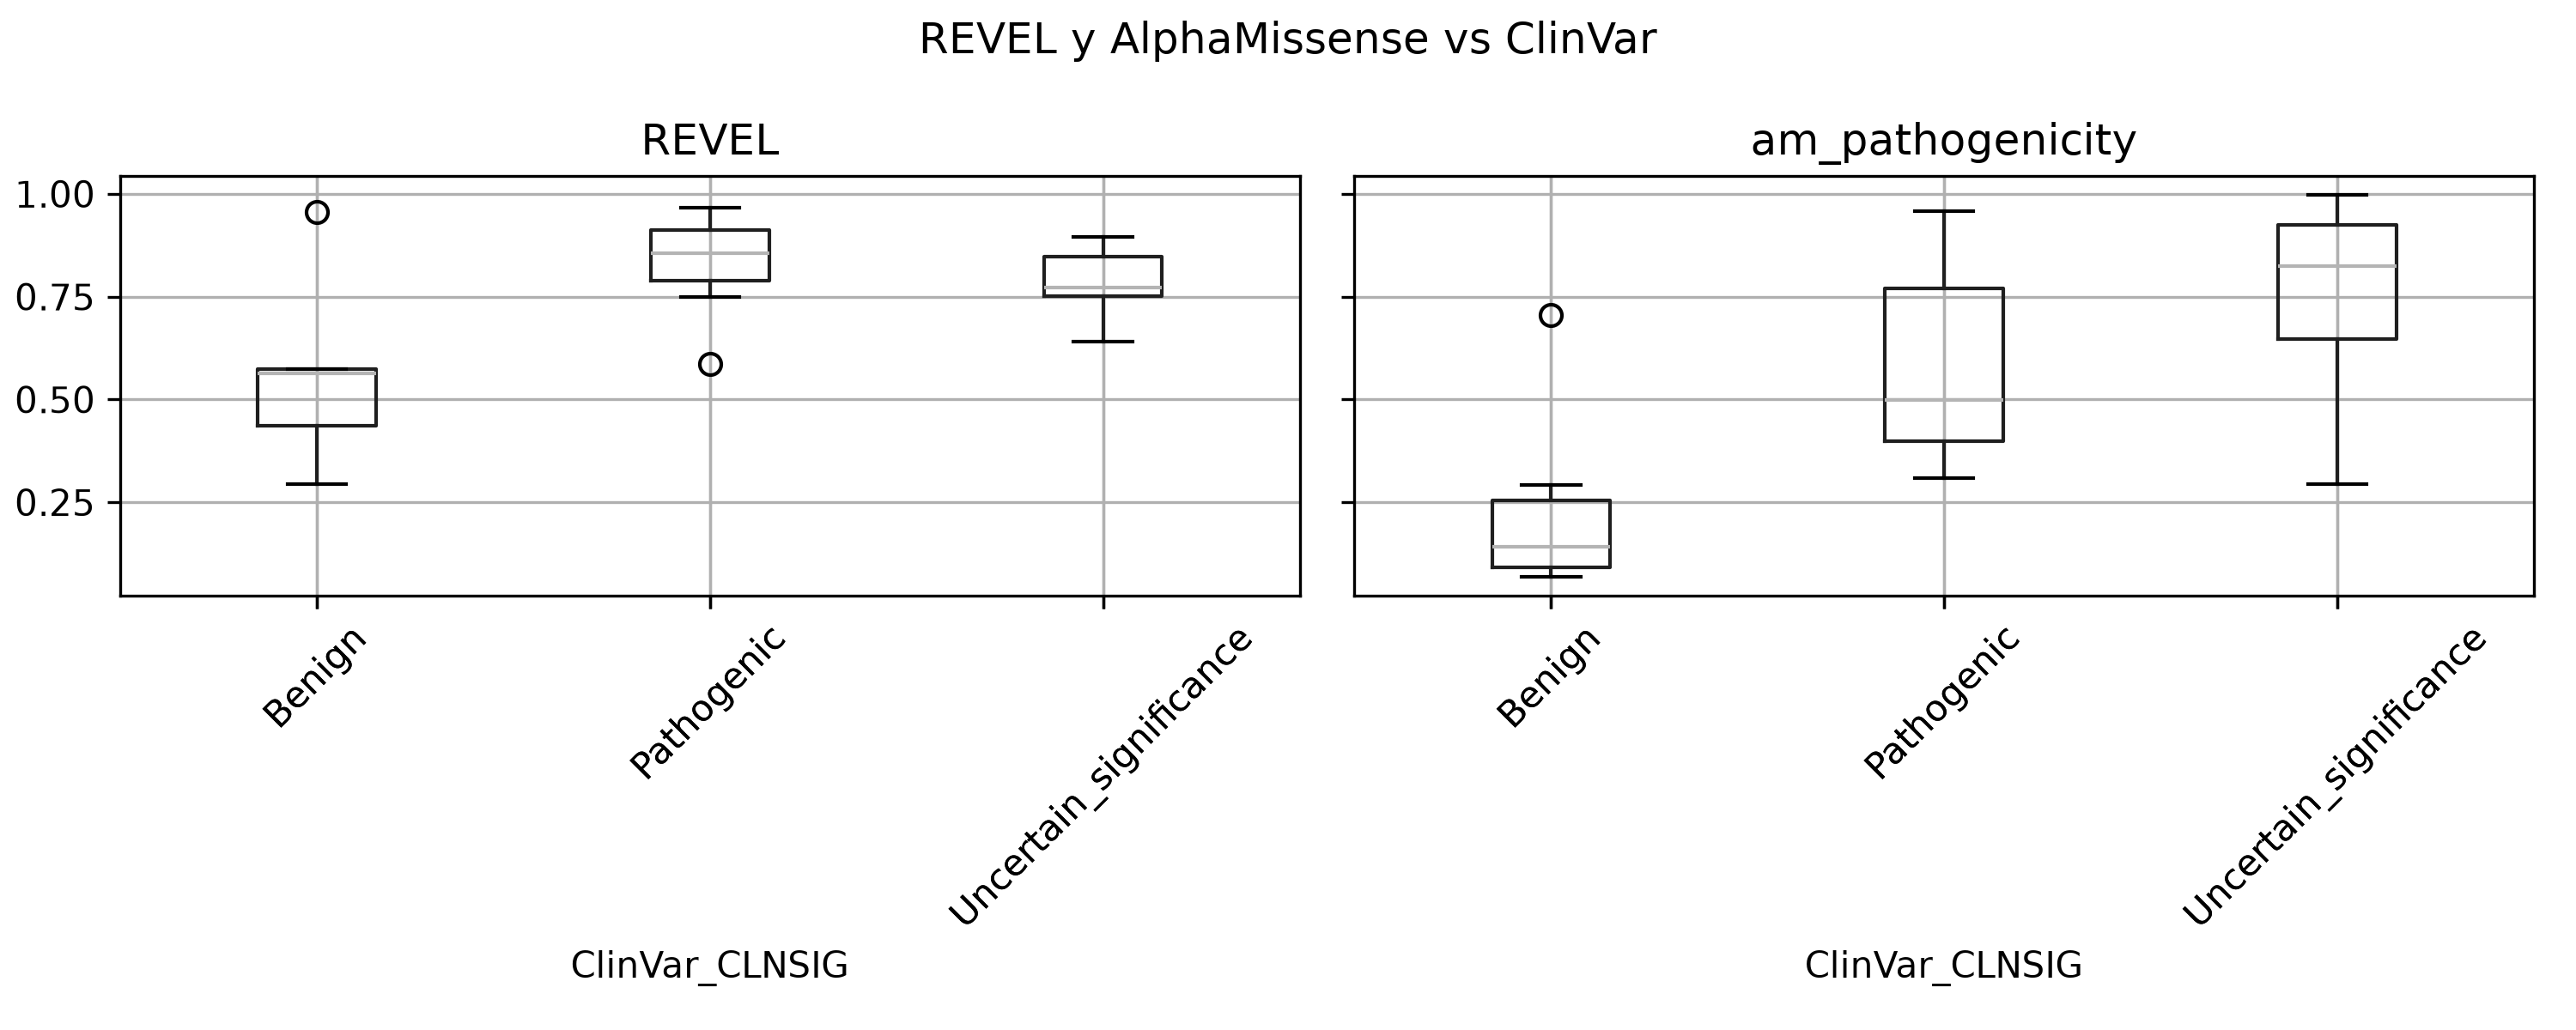 REVEL y AlphaMissense vs ClinVar
REVEL
1.00
0.75
0.50
0.25
Benign
Pathogenic
Uncertain_significance
ClinVar_CLNSIG
am_pathogenicity
Benign
Pathogenic
Uncertain_significance
ClinVar_CLNSIG